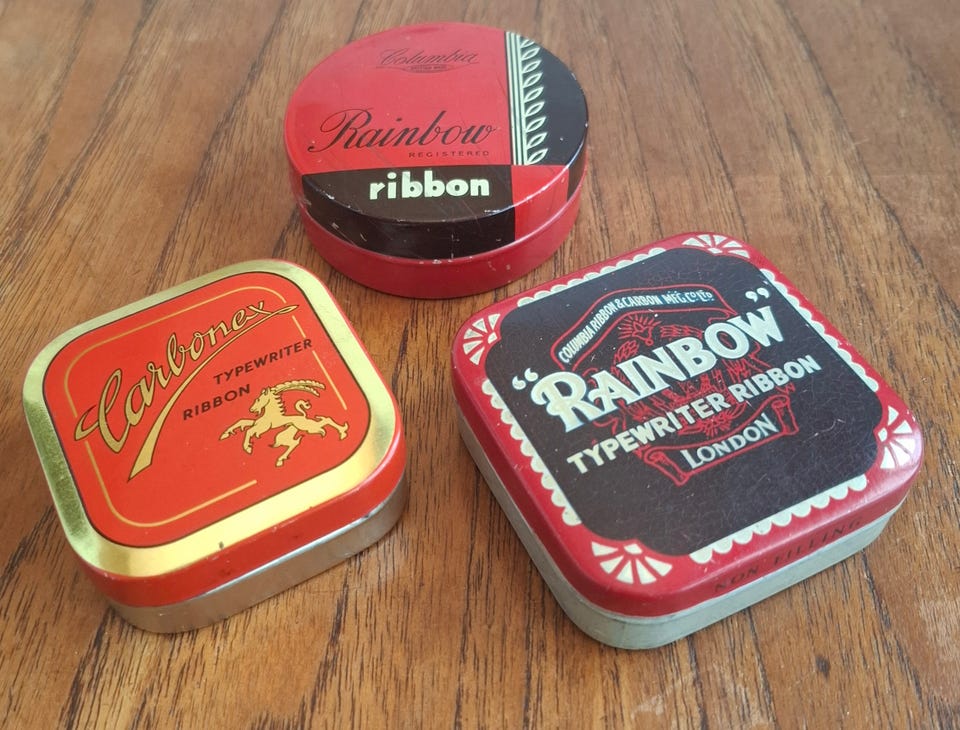 Columbia
Rainbow
REGISTERED
ribbon
Carbonex
TYPEWRITER
RIBBON
COLUMBIA RIBBON & CARBON MFG. CO LTD
"RAINBOW"
TYPEWRITER RIBBON
LONDON
NON-FILLING